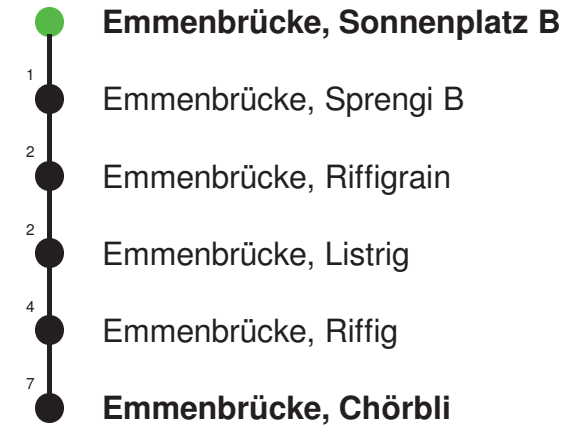 Emmenbrücke, Sonnenplatz B
1
Emmenbrücke, Sprengi B
2
Emmenbrücke, Riffigrain
2
Emmenbrücke, Listrig
4
Emmenbrücke, Riffig
7
Emmenbrücke, Chörbli